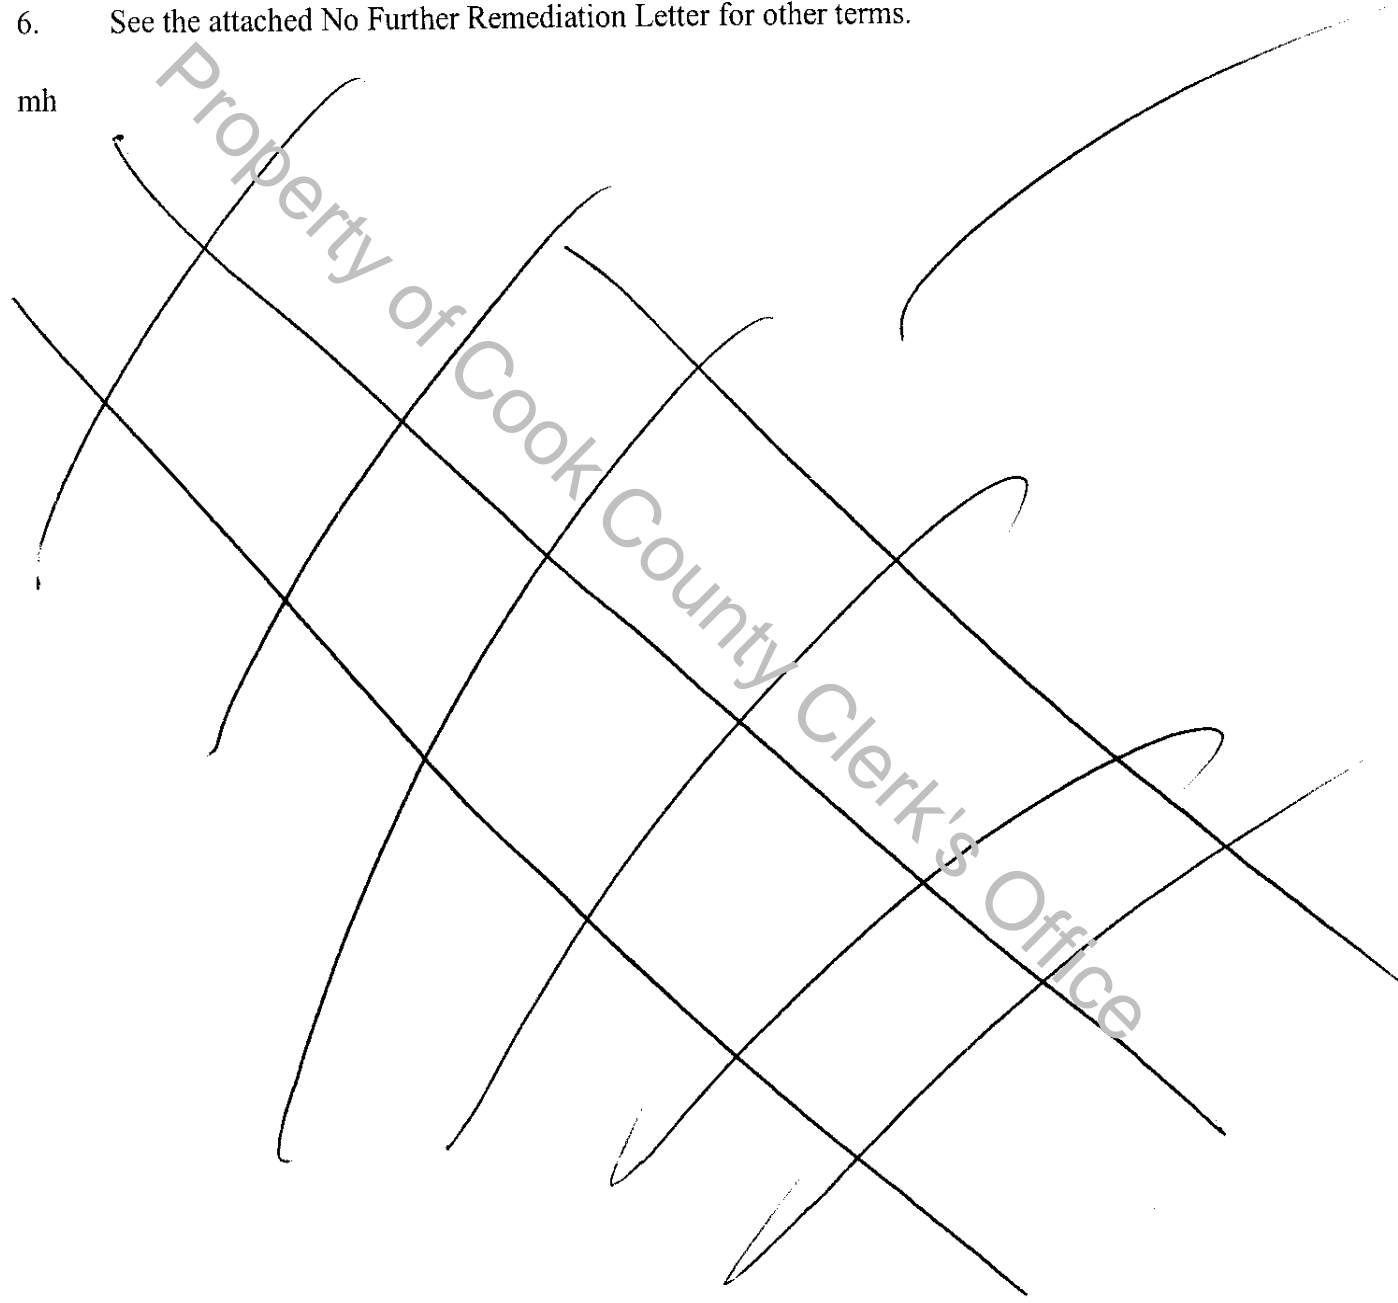 6. See the attached No Further Remediation Letter for other terms.
mh
Property of Cook County Clerk's Office